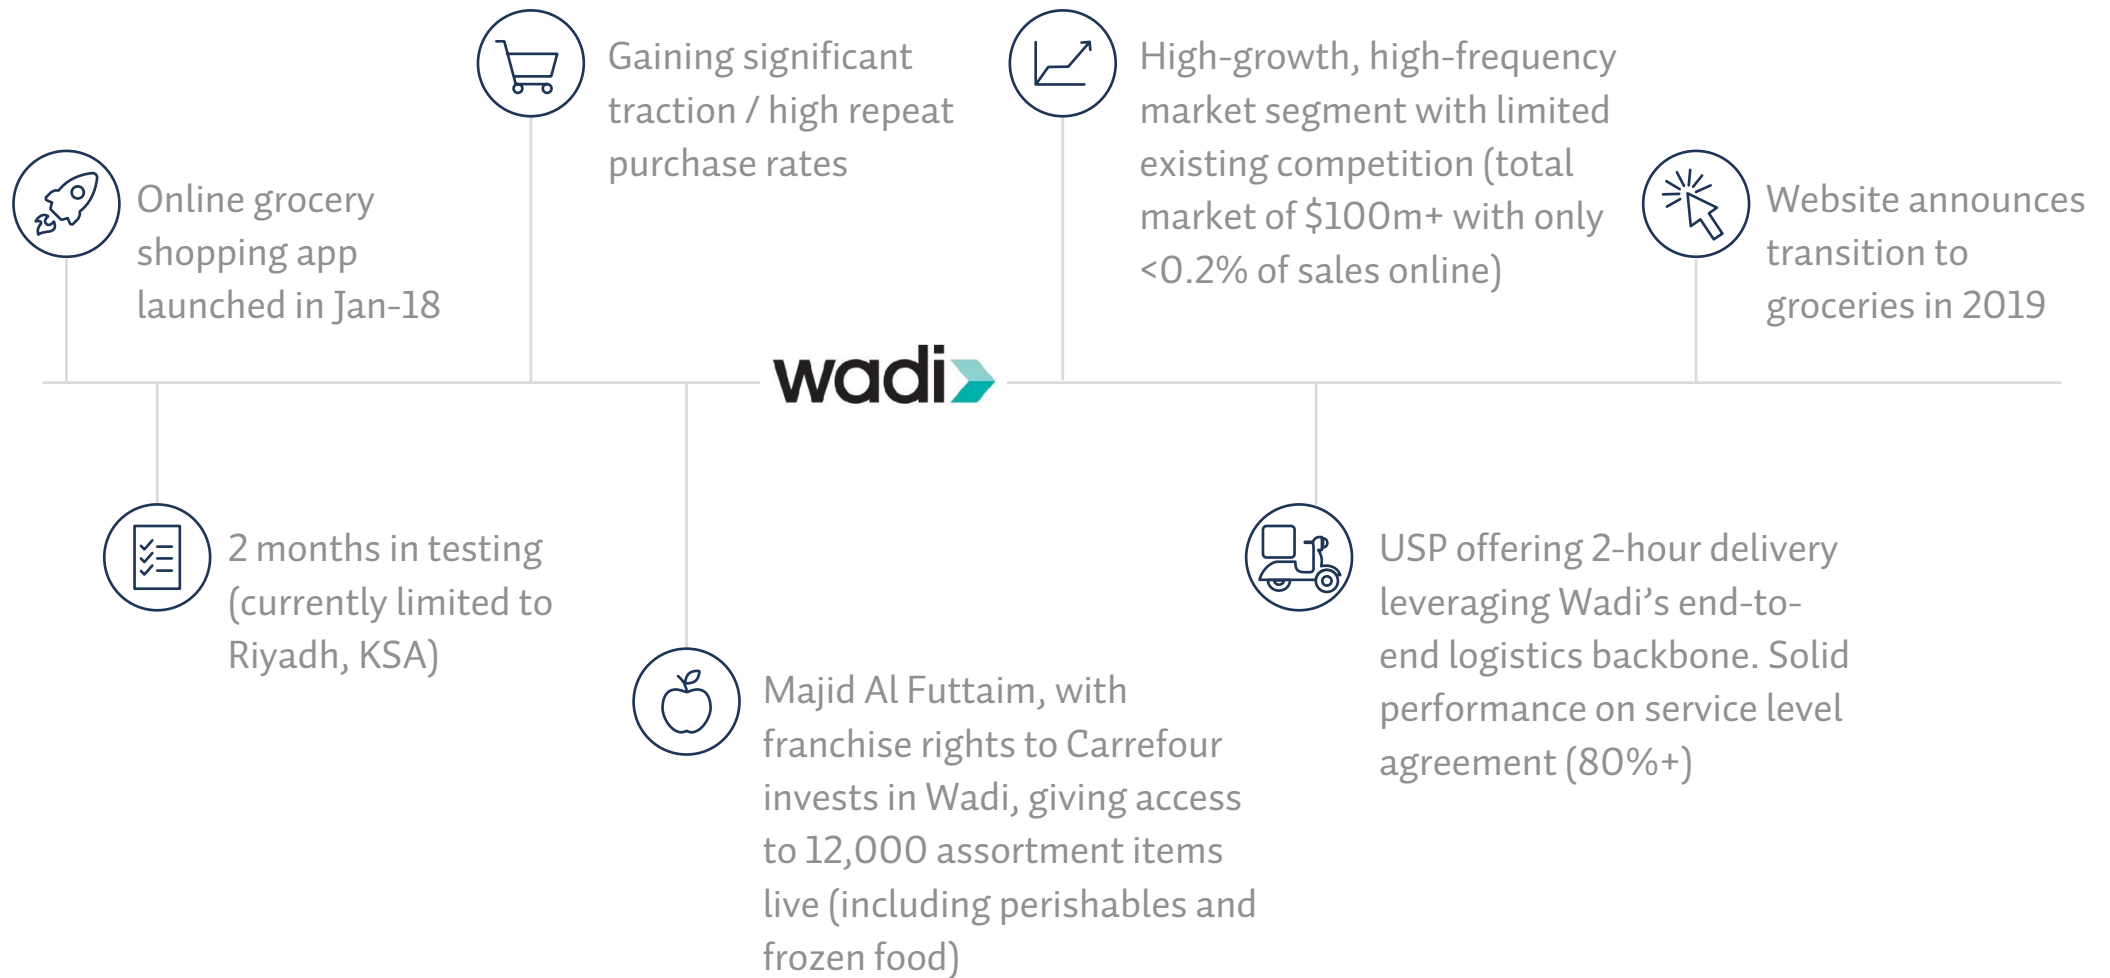 Online grocery
shopping app
launched in Jan-18
2 months in testing
(currently limited to
Riyadh, KSA)
Gaining significant
traction / high repeat
purchase rates
Majid Al Futtaim, with
franchise rights to Carrefour
invests in Wadi, giving access
to 12,000 assortment items
live (including perishables and
frozen food)
wadi
High-growth, high-frequency
market segment with limited
existing competition (total
market of $100m+ with only
<0.2% of sales online)
USP offering 2-hour delivery
leveraging Wadi’s end-to-
end logistics backbone. Solid
performance on service level
agreement (80%+)
Website announces
transition to
groceries in 2019